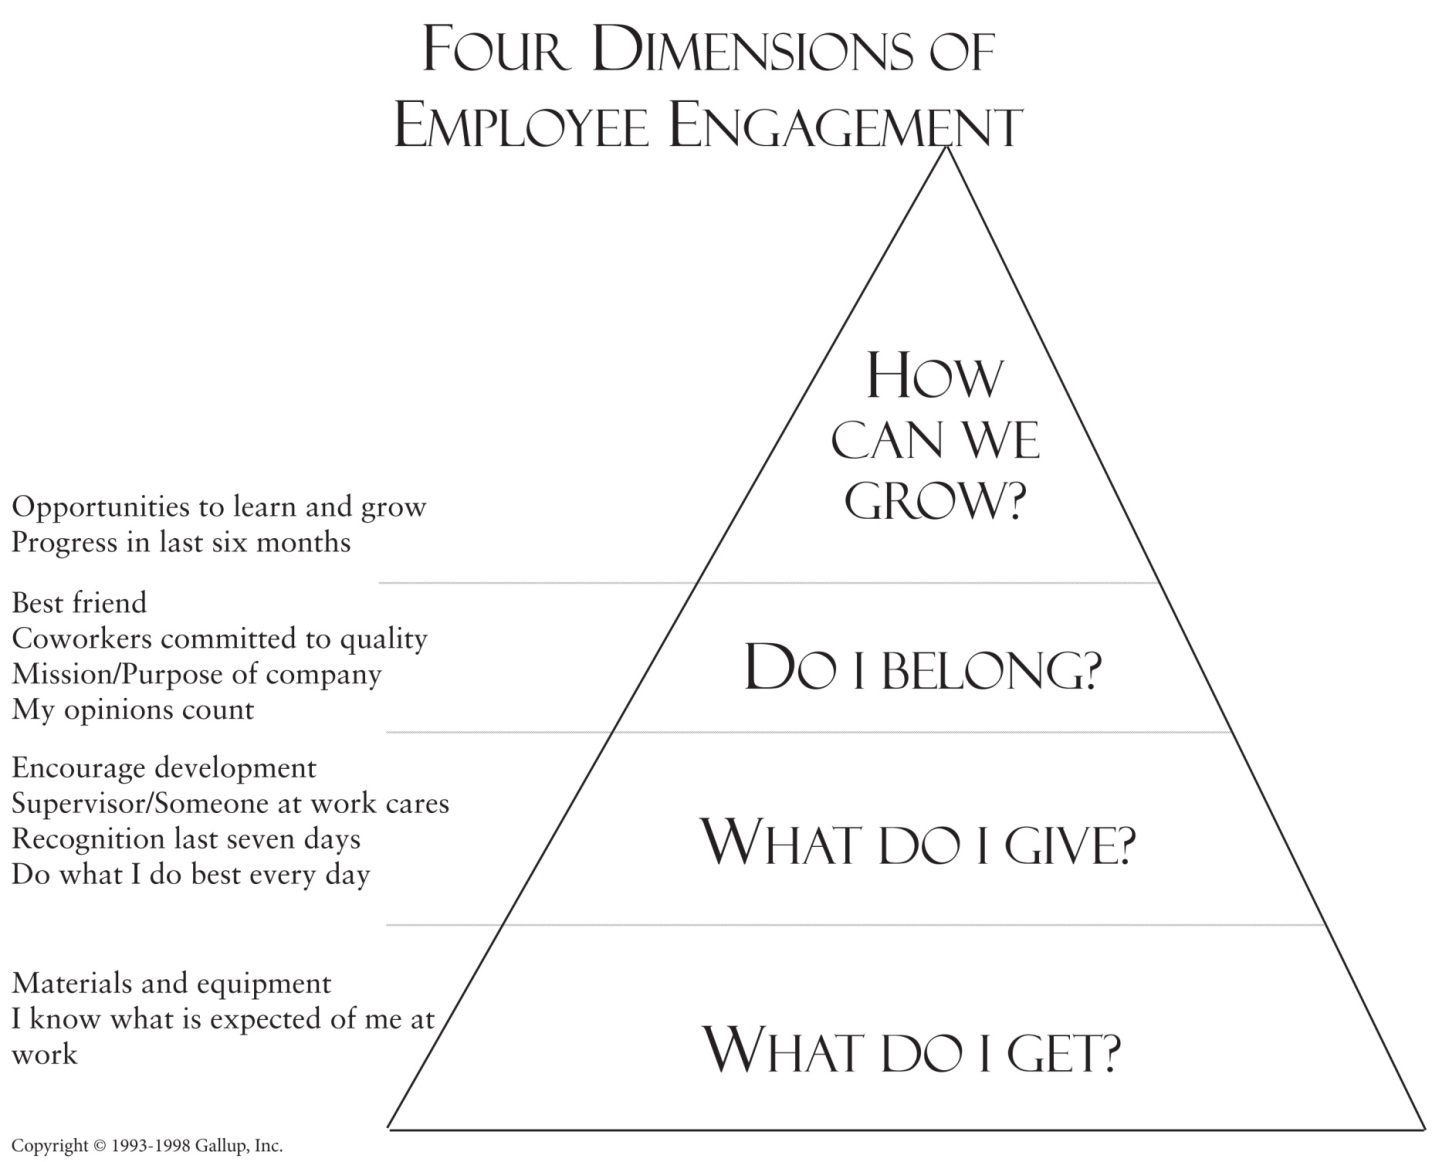 FOUR DIMENSIONS OF
EMPLOYEE ENGAGEMENT
HOW
CAN WE
GROW?
Opportunities to learn and grow
Progress in last six months
Best friend
Coworkers committed to quality
Mission/Purpose of company
My opinions count
DO I BELONG?
Encourage development
Supervisor/Someone at work cares
Recognition last seven days
Do what I do best every day
WHAT DO I GIVE?
Materials and equipment
I know what is expected of me at
work
WHAT DO I GET?
Copyright © 1993-1998 Gallup, Inc.